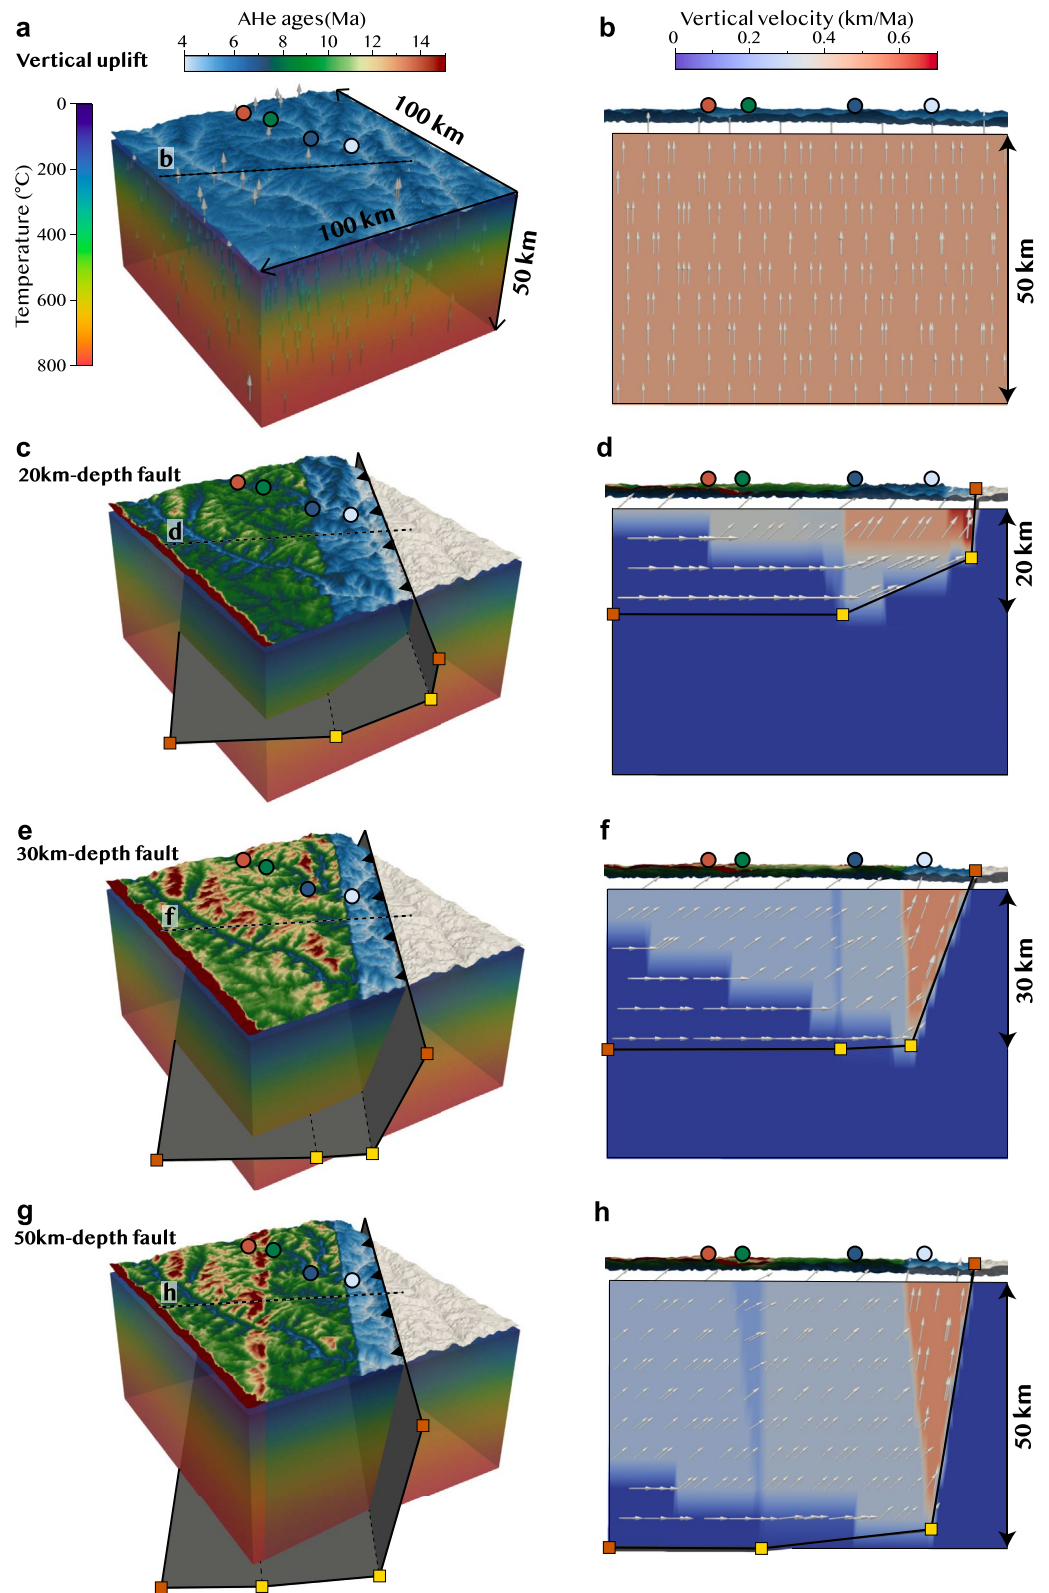 a
AHe ages(Ma)
Vertical uplift
4 6 8 10 12 14
b
Vertical velocity (km/Ma)
0 0.2 0.4 0.6
Temperature (°C)
0
200
400
600
800
b
100 km
100 km
50 km
50 km
c
20km-depth fault
d
d
20 km
e
30km-depth fault
f
f
30 km
g
50km-depth fault
h
h
50 km